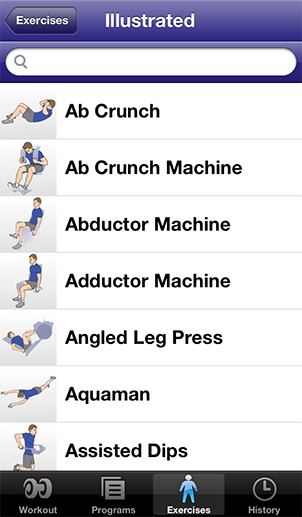 Exercises
Illustrated
Ab Crunch
Ab Crunch Machine
Abductor Machine
Adductor Machine
Angled Leg Press
Aquaman
Assisted Dips
Workout
Programs
Exercises
History